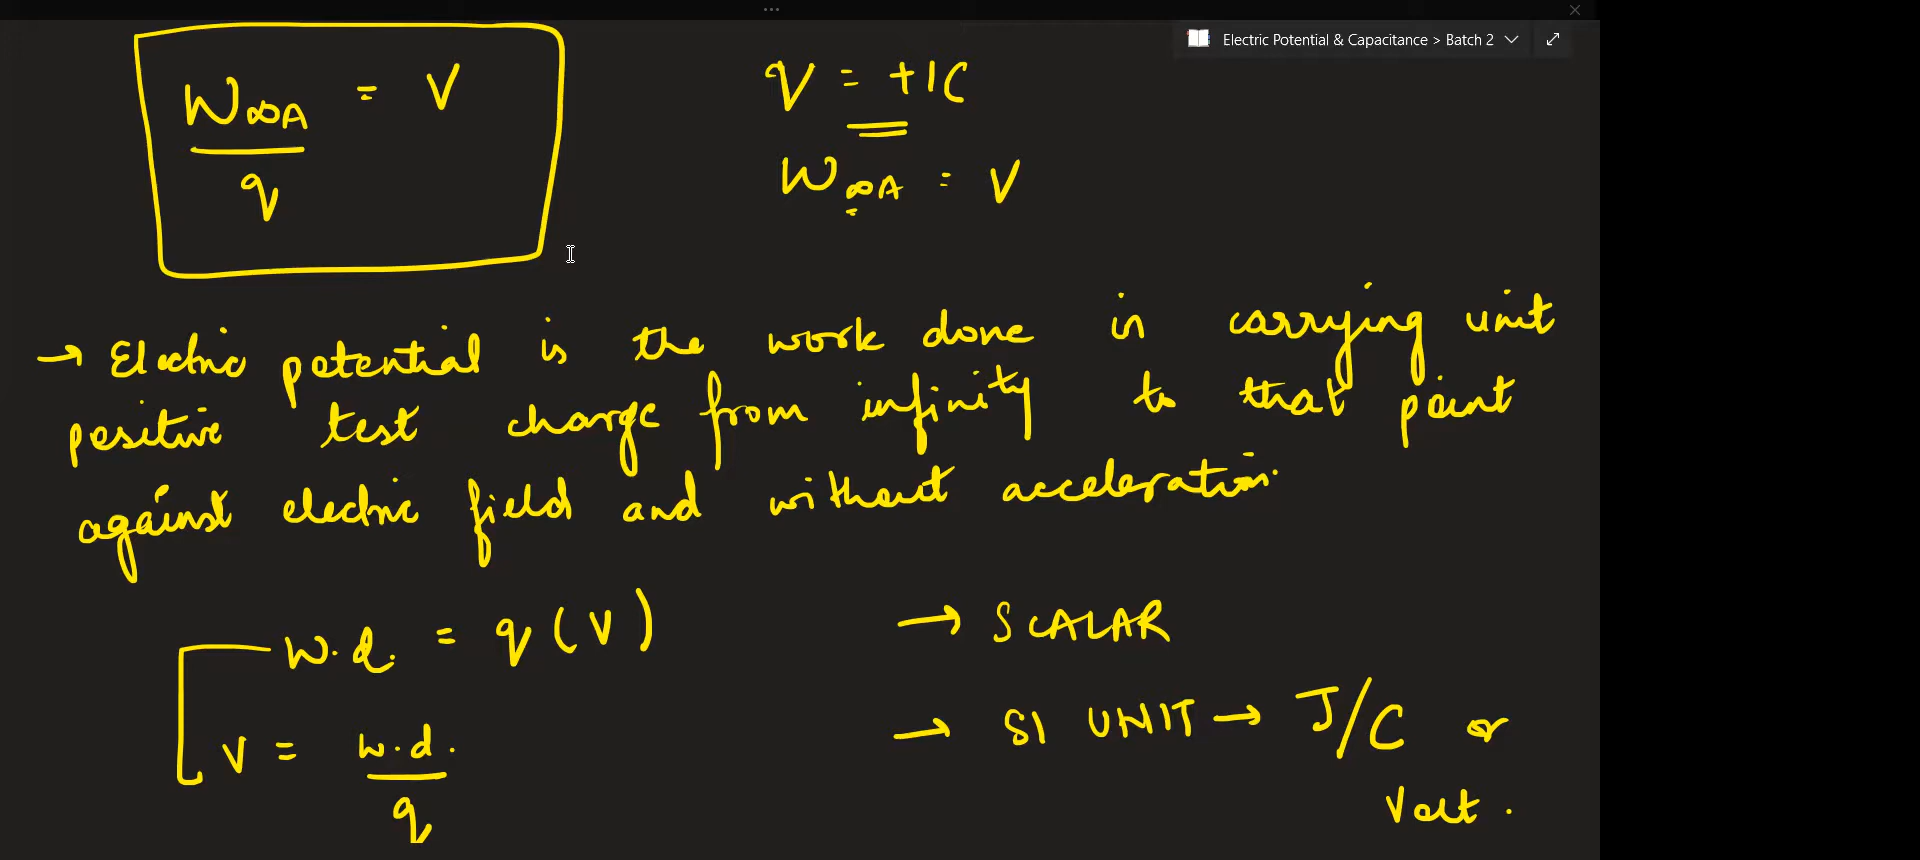 Electric Potential & Capacitance > Batch 2
W∞A = V
q
q = +1C
W∞A = V
→ Electric potential is the work done in carrying unit
positive test charge from infinity to that point
against electric field and without acceleration.
W.d. = q (V)
V = w.d.
q
→ SCALAR
→ SI UNIT → J/C or
Volt.